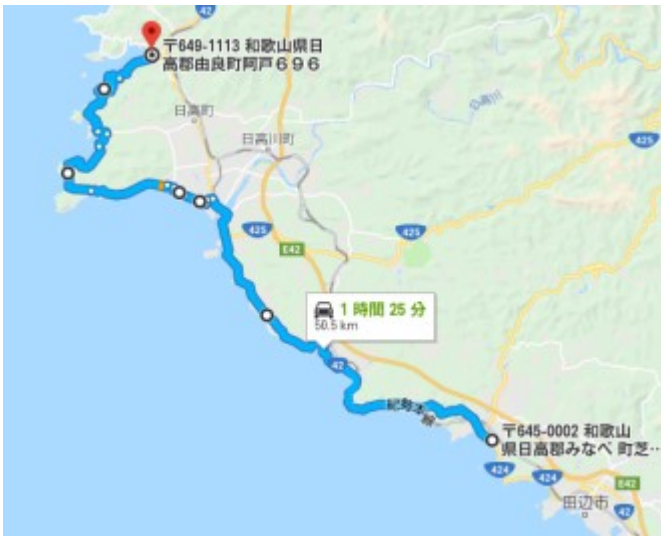 42
〒649-1113 和歌山県日
高郡由良町阿戸６９６
日高町
日高川町
日高川
425
425
425
E42
1 時間 25 分
50.5 km
42
紀勢本線
〒645-0002 和歌山
県日高郡みなべ 町芝…
424
424
E42
田辺市
42